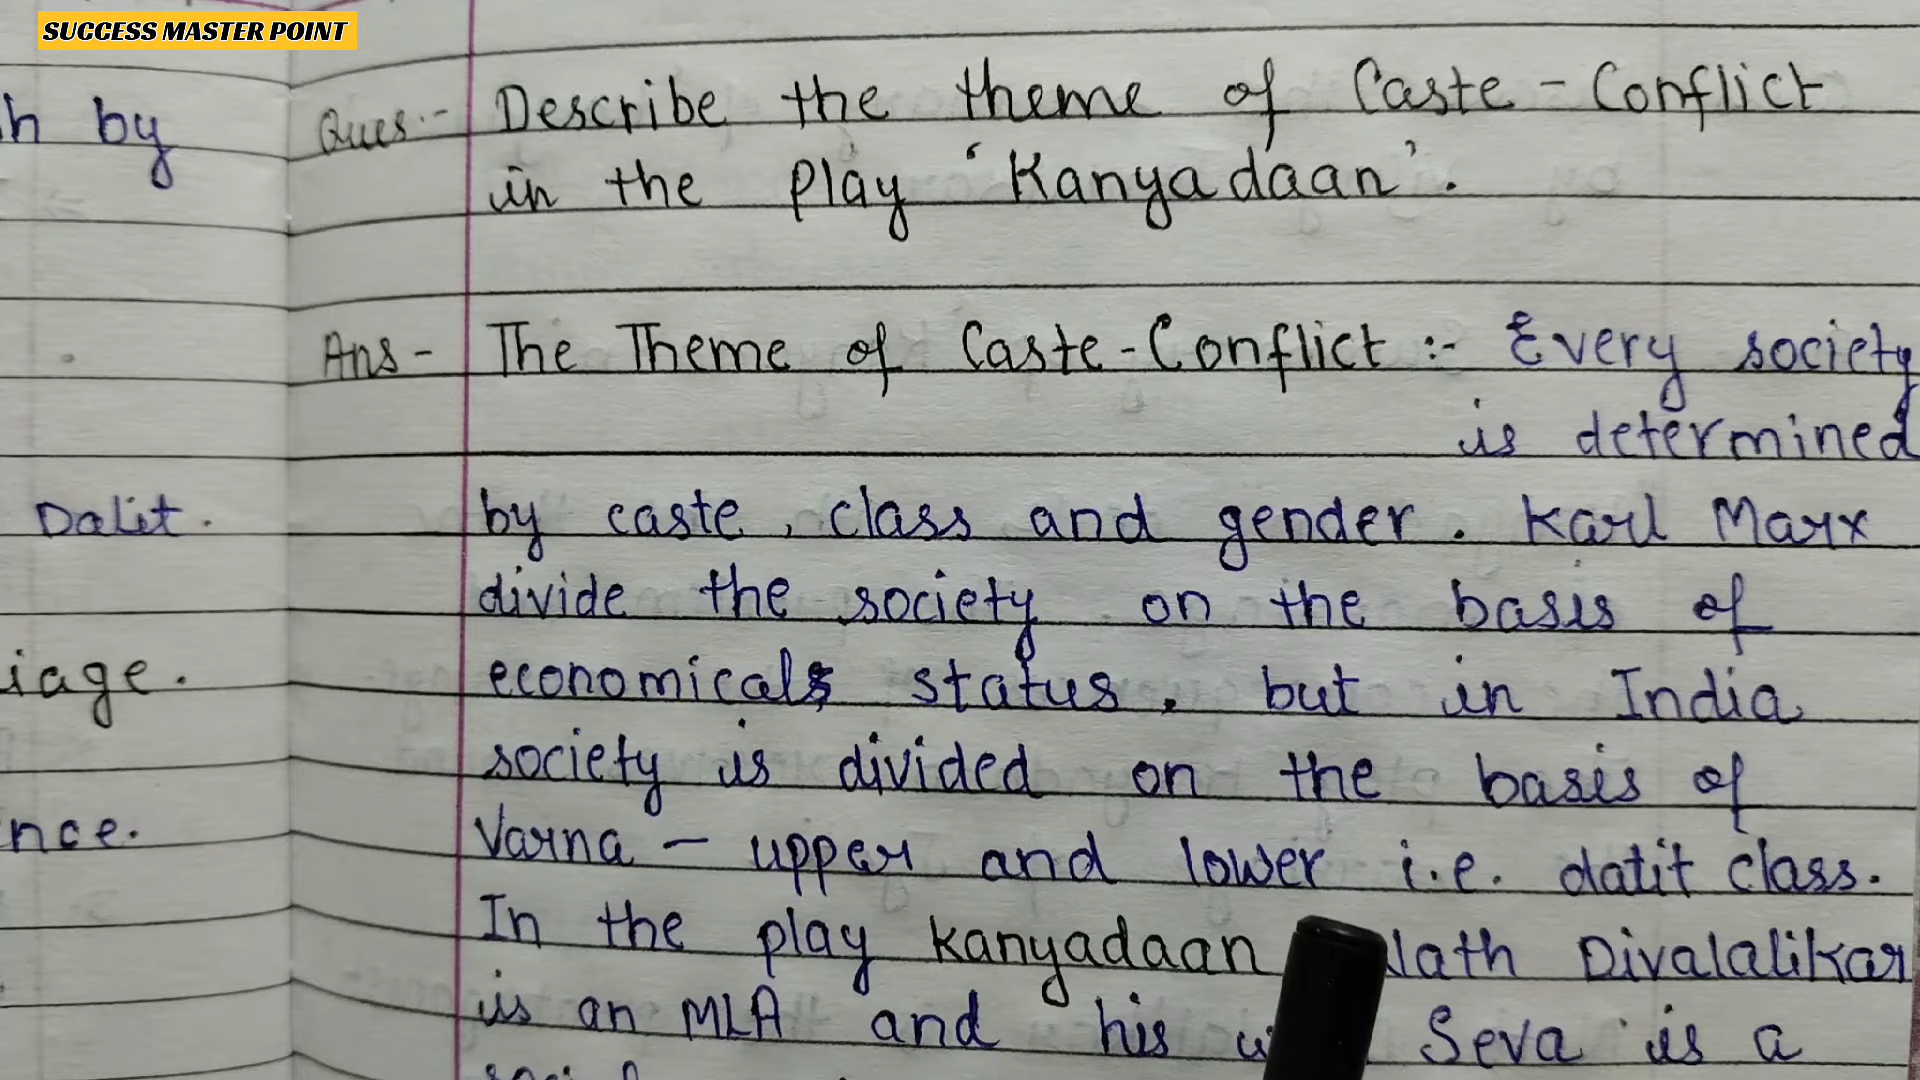 SUCCESS MASTER POINT
h by
Dalit.
iage.
nce.
Ques:- Describe the theme of Caste-Conflict
in the play 'Kanyadaan'.
Ans- The Theme of Caste-Conflict :- Every society
is determined
by caste, class and gender. Karl Marx
divide the society on the basis of
economicals status. but in India
society is divided on the basis of
Varna - upper and lower i.e. datit class.
In the play kanyadaan lath Divalalikar
is an MLA and his Seva is a